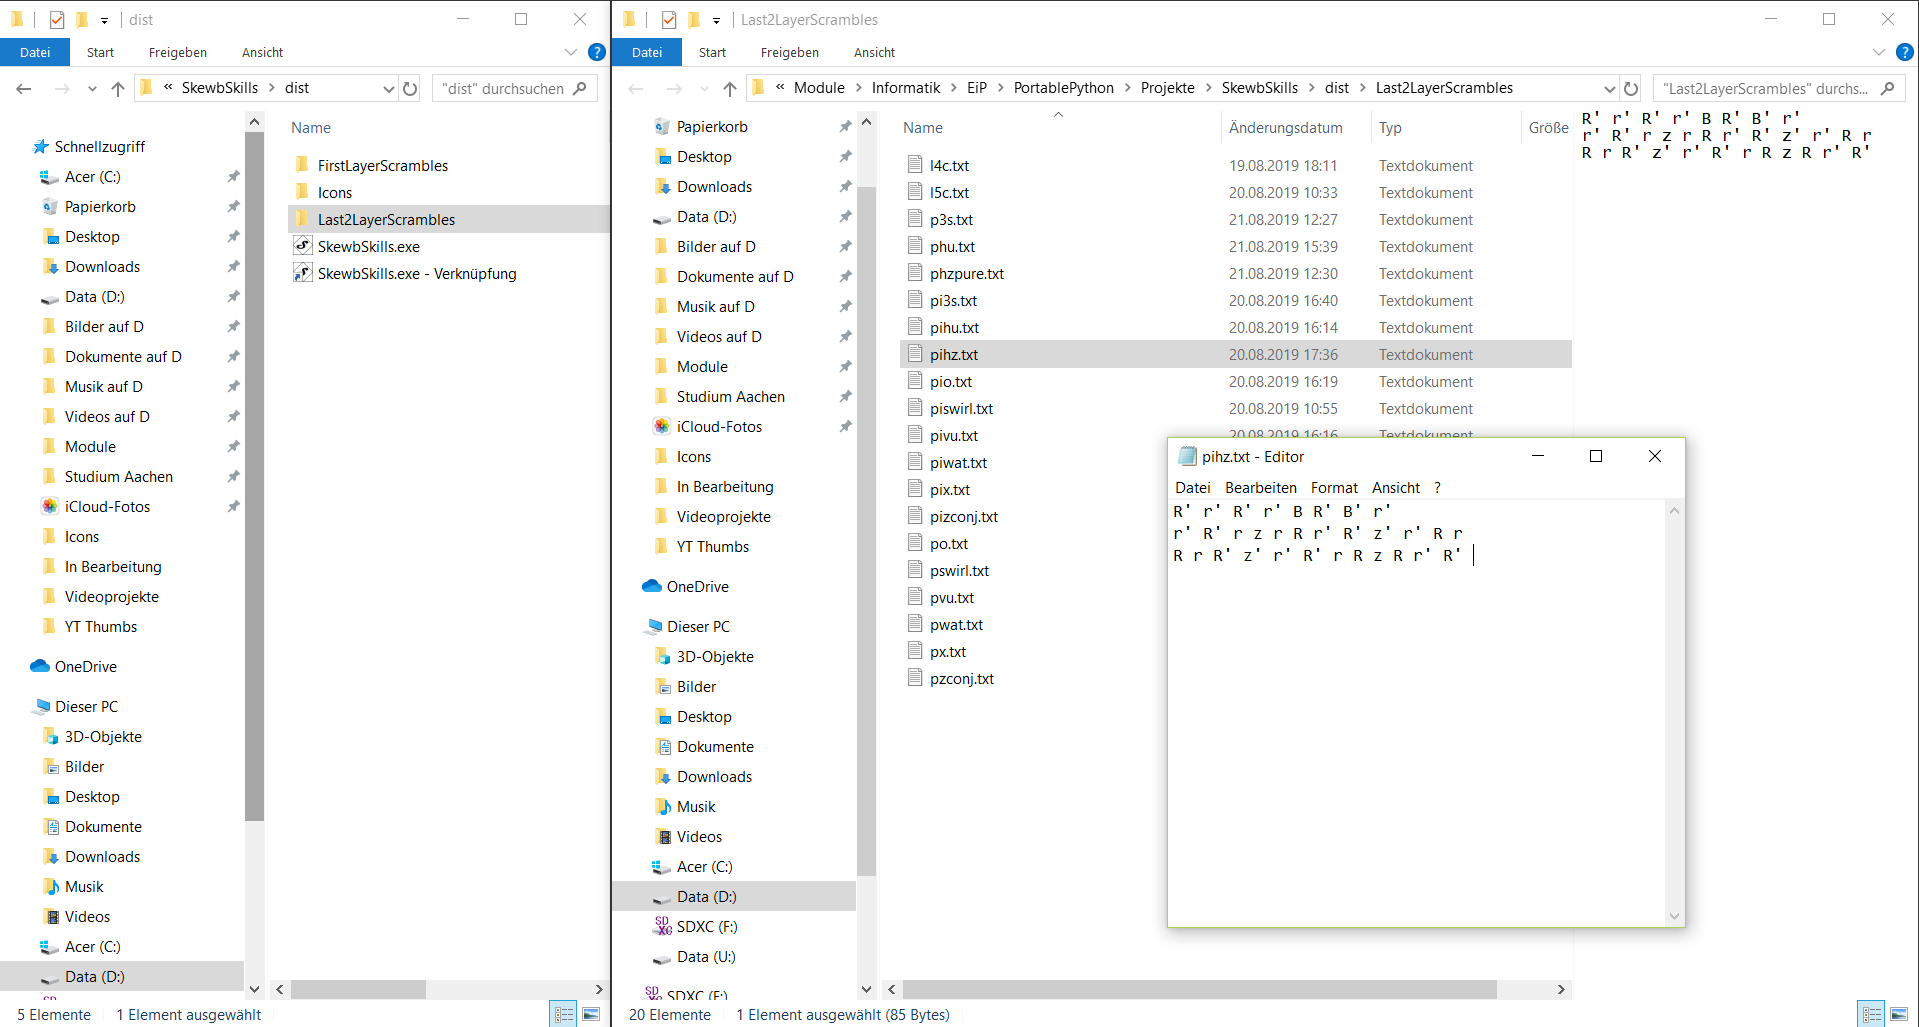 dist
Datei Start Freigeben Ansicht
« SkewbSkills > dist
"dist" durchsuchen
Schnellzugriff
Acer (C:)
Papierkorb
Desktop
Downloads
Data (D:)
Bilder auf D
Dokumente auf D
Musik auf D
Videos auf D
Module
Studium Aachen
iCloud-Fotos
Icons
In Bearbeitung
Videoprojekte
YT Thumbs
OneDrive
Dieser PC
3D-Objekte
Bilder
Desktop
Dokumente
Downloads
Musik
Videos
Acer (C:)
Data (D:)
Name
FirstLayerScrambles
Icons
Last2LayerScrambles
SkewbSkills.exe
SkewbSkills.exe - Verknüpfung
5 Elemente 1 Element ausgewählt
Last2LayerScrambles
Datei Start Freigeben Ansicht
« Module > Informatik > EiP > PortablePython > Projekte > SkewbSkills > dist > Last2LayerScrambles
"Last2LayerScrambles" durchs...
Papierkorb
Desktop
Downloads
Data (D:)
Bilder auf D
Dokumente auf D
Musik auf D
Videos auf D
Module
Studium Aachen
iCloud-Fotos
Icons
In Bearbeitung
Videoprojekte
YT Thumbs
OneDrive
Dieser PC
3D-Objekte
Bilder
Desktop
Dokumente
Downloads
Musik
Videos
Acer (C:)
Data (D:)
SDXC (F:)
Data (U:)
SDXC (F:)
Name Änderungsdatum Typ Größe
l4c.txt 19.08.2019 18:11 Textdokument
l5c.txt 20.08.2019 10:33 Textdokument
p3s.txt 21.08.2019 12:27 Textdokument
phu.txt 21.08.2019 15:39 Textdokument
phzpure.txt 21.08.2019 12:30 Textdokument
pi3s.txt 20.08.2019 16:40 Textdokument
pihu.txt 20.08.2019 16:14 Textdokument
pihz.txt 20.08.2019 17:36 Textdokument
pio.txt 20.08.2019 16:19 Textdokument
piswirl.txt 20.08.2019 10:55 Textdokument
pivu.txt 20.08.2019 16:16 Textdokument
piwat.txt
pix.txt
pizconj.txt
po.txt
pswirl.txt
pvu.txt
pwat.txt
px.txt
pzconj.txt
R' r' R' r' B R' B' r'
r' R' r z r R r' R' z' r' R r
R r R' z' r' R' r R z R r' R'
pihz.txt - Editor
Datei Bearbeiten Format Ansicht ?
R' r' R' r' B R' B' r'
r' R' r z r R r' R' z' r' R r
R r R' z' r' R' r R z R r' R'
20 Elemente 1 Element ausgewählt (85 Bytes)